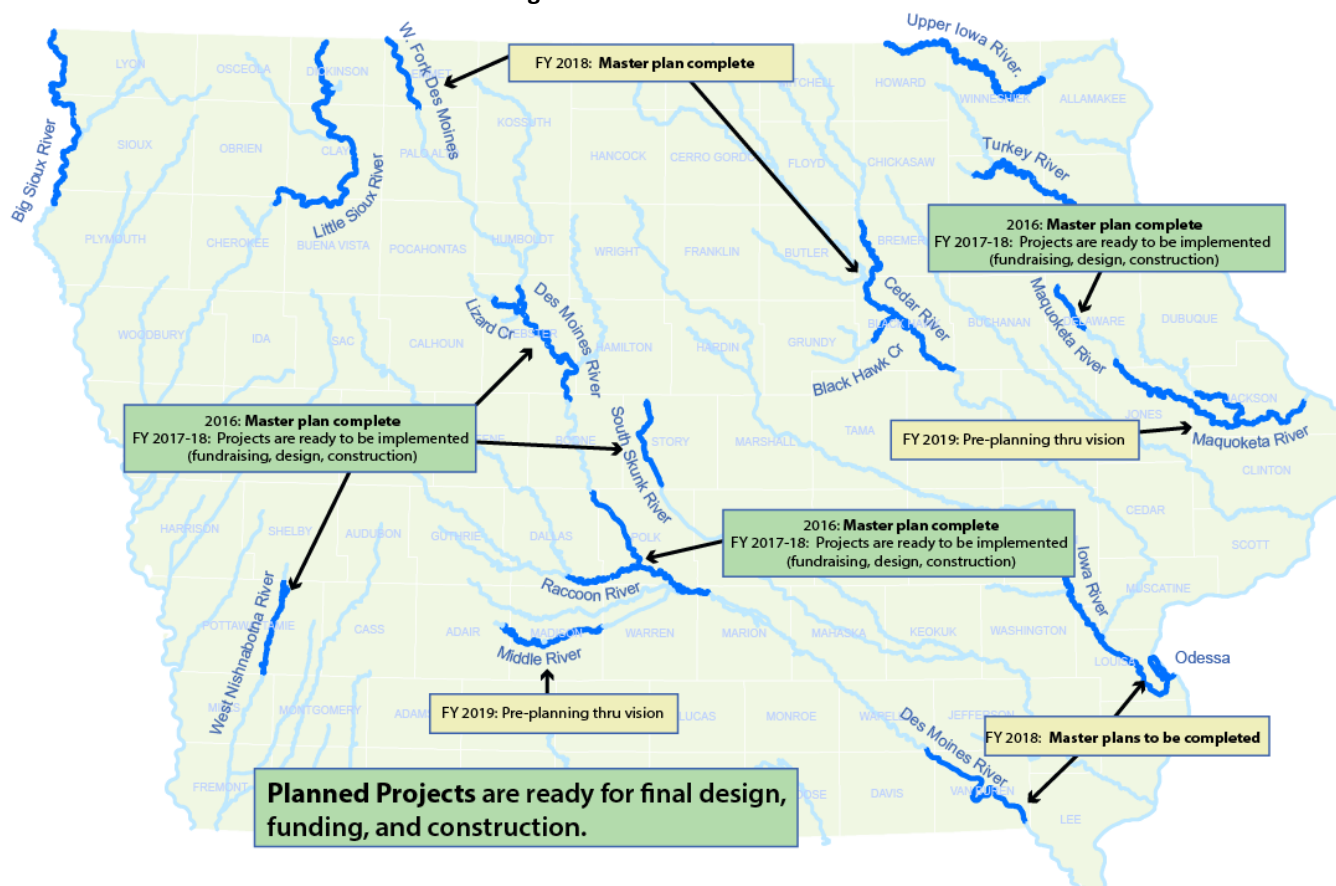 Upper Iowa River.
W. Fork Des Moines
FY 2018: Master plan complete
LYON
OSCEOLA
DICKINSON
EMMET
MITCHELL
HOWARD
WINNESHIEK
ALLAMAKEE
KOSSUTH
Big Sioux River
SIOUX
OBRIEN
CLAY
PALO ALTO
HANCOCK
CERRO GORDO
FLOYD
CHICKASAW
Turkey River
Little Sioux River
PLYMOUTH
CHEROKEE
BUENA VISTA
POCAHONTAS
HUMBOLDT
WRIGHT
FRANKLIN
BUTLER
BREMER
2016: Master plan complete
FY 2017-18: Projects are ready to be implemented
(fundraising, design, construction)
Lizard Cr
Des Moines River
Cedar River
Maquoketa River
WOODBURY
IDA
SAC
CALHOUN
WEBSTER
HAMILTON
HARDIN
GRUNDY
BLACK HAWK
BUCHANAN
DELAWARE
DUBUQUE
Black Hawk Cr
2016: Master plan complete
FY 2017-18: Projects are ready to be implemented
(fundraising, design, construction)
ENE
BOONE
South Skunk River
STORY
MARSHALL
TAMA
FY 2019: Pre-planning thru vision
JONES
JACKSON
Maquoketa River
CLINTON
CEDAR
HARRISON
SHELBY
AUDUBON
GUTHRIE
DALLAS
POLK
2016: Master plan complete
FY 2017-18: Projects are ready to be implemented
(fundraising, design, construction)
SCOTT
Iowa River
MUSCATINE
West Nishnabotna River
Raccoon River
POTTAWATTAMIE
CASS
ADAIR
MADISON
WARREN
MARION
MAHASKA
KEOKUK
WASHINGTON
LOUISA
Odessa
Middle River
MILLS
MONTGOMERY
ADAMS
FY 2019: Pre-planning thru vision
LUCAS
MONROE
WAPELLO
JEFFERSON
Des Moines River
FY 2018: Master plans to be completed
FREMONT
Planned Projects are ready for final design,
funding, and construction.
OSE
DAVIS
VAN BUREN
LEE